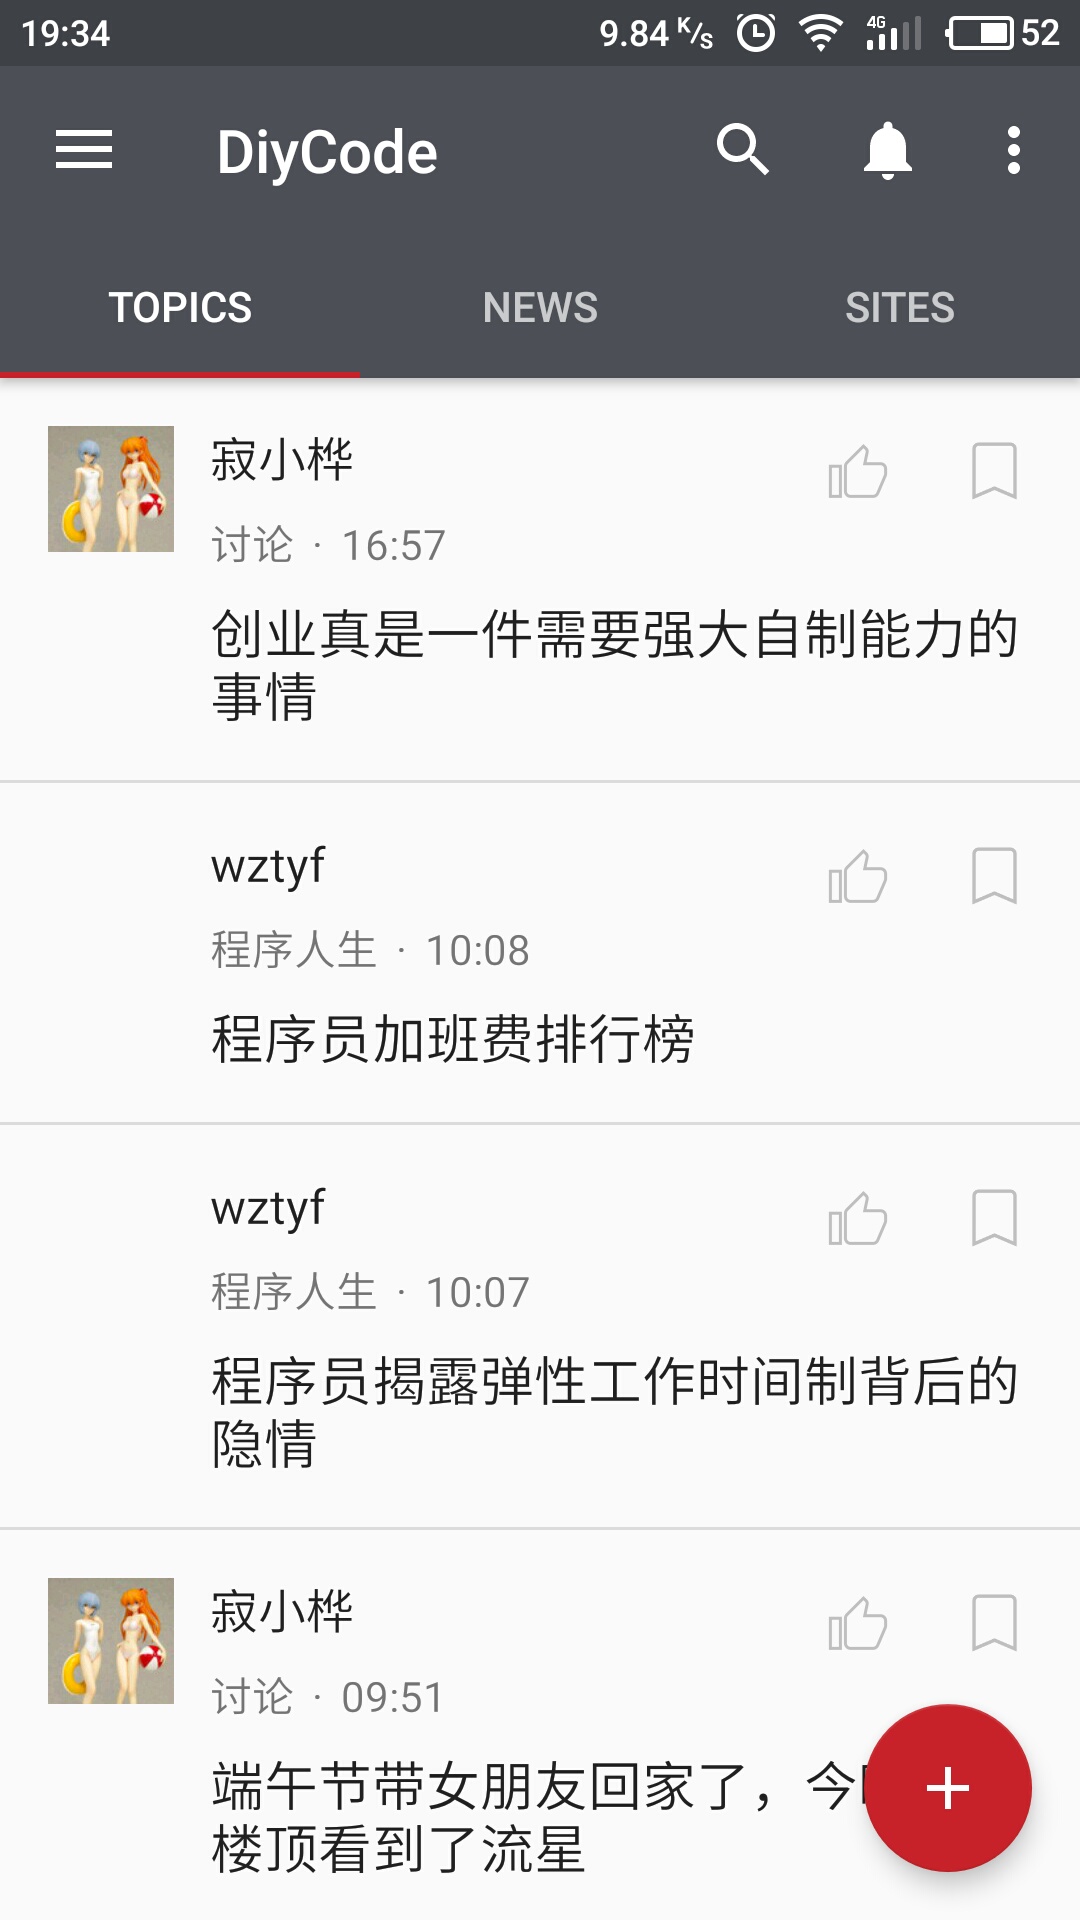 19:34 9.84 K/s 4G 52
DiyCode
TOPICS NEWS SITES
寂小桦
讨论 · 16:57
创业真是一件需要强大自制能力的
事情
wztyf
程序人生 · 10:08
程序员加班费排行榜
wztyf
程序人生 · 10:07
程序员揭露弹性工作时间制背后的
隐情
寂小桦
讨论 · 09:51
端午节带女朋友回家了，今
楼顶看到了流星